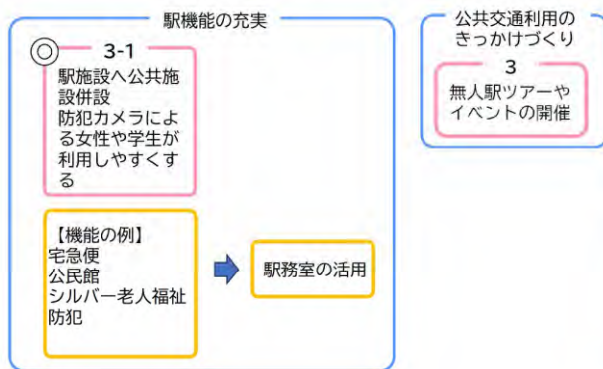 駅機能の充実
◎
3-1
駅施設へ公共施
設併設
防犯カメラによ
る女性や学生が
利用しやすくす
る
【機能の例】
宅急便
公民館
シルバー老人福祉
防犯
駅務室の活用
公共交通利用の
きっかけづくり
3
無人駅ツアーや
イベントの開催